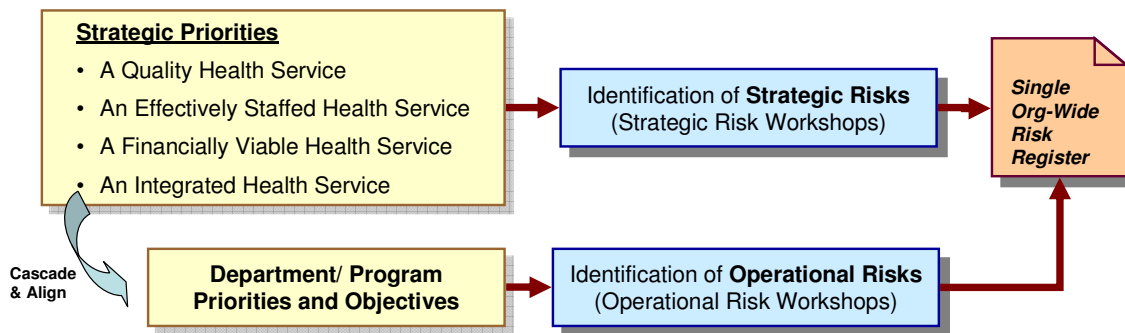 Strategic Priorities
• A Quality Health Service
• An Effectively Staffed Health Service
• A Financially Viable Health Service
• An Integrated Health Service
Identification of Strategic Risks
(Strategic Risk Workshops)
Single
Org-Wide
Risk
Register
Cascade
& Align
Department/ Program
Priorities and Objectives
Identification of Operational Risks
(Operational Risk Workshops)